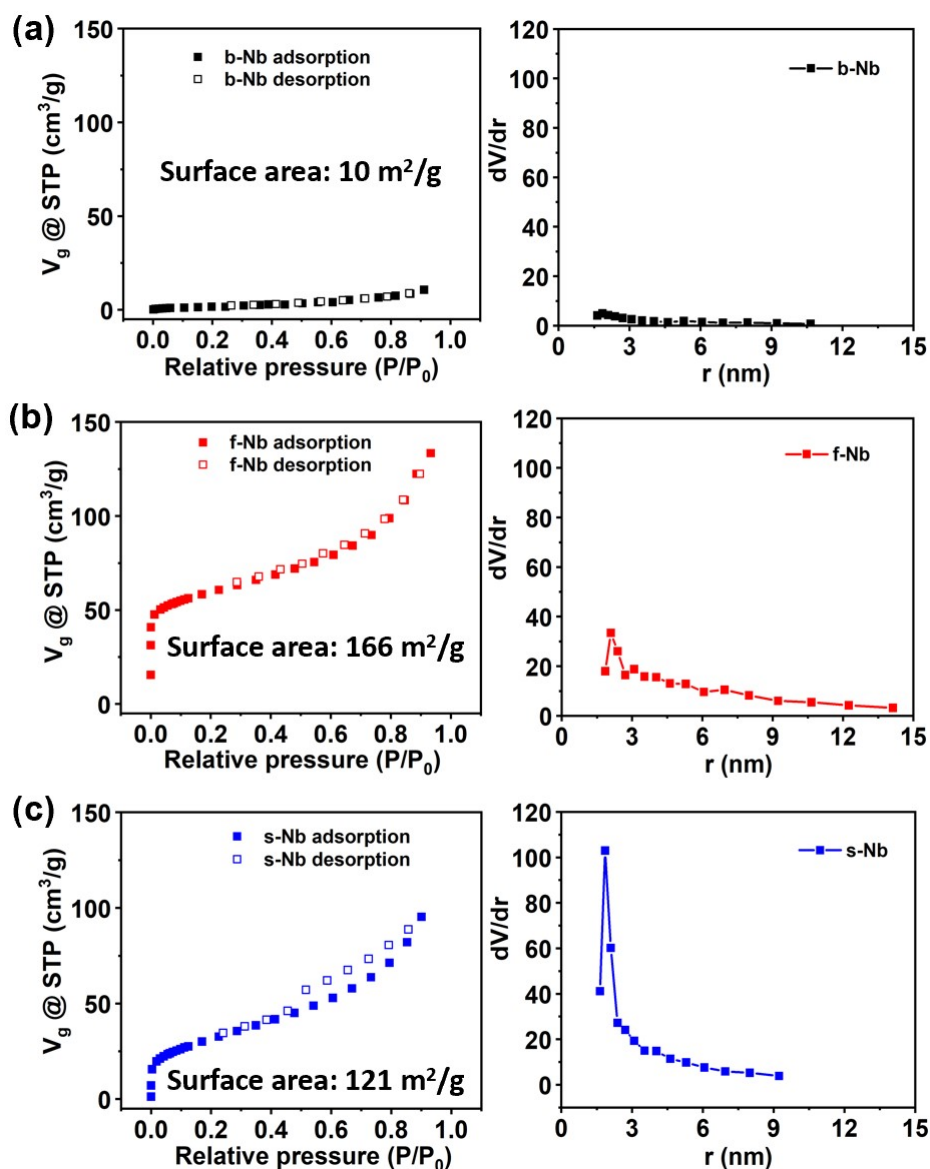 (a)
V_g @ STP (cm³/g)
150
100
50
0
b-Nb adsorption
b-Nb desorption
Surface area: 10 m²/g
0.0 0.2 0.4 0.6 0.8 1.0
Relative pressure (P/P₀)
dV/dr
120
100
80
60
40
20
0
b-Nb
0 3 6 9 12 15
r (nm)
(b)
V_g @ STP (cm³/g)
150
100
50
0
f-Nb adsorption
f-Nb desorption
Surface area: 166 m²/g
0.0 0.2 0.4 0.6 0.8 1.0
Relative pressure (P/P₀)
dV/dr
120
100
80
60
40
20
0
f-Nb
0 3 6 9 12 15
r (nm)
(c)
V_g @ STP (cm³/g)
150
100
50
0
s-Nb adsorption
s-Nb desorption
Surface area: 121 m²/g
0.0 0.2 0.4 0.6 0.8 1.0
Relative pressure (P/P₀)
dV/dr
120
100
80
60
40
20
0
s-Nb
0 3 6 9 12 15
r (nm)